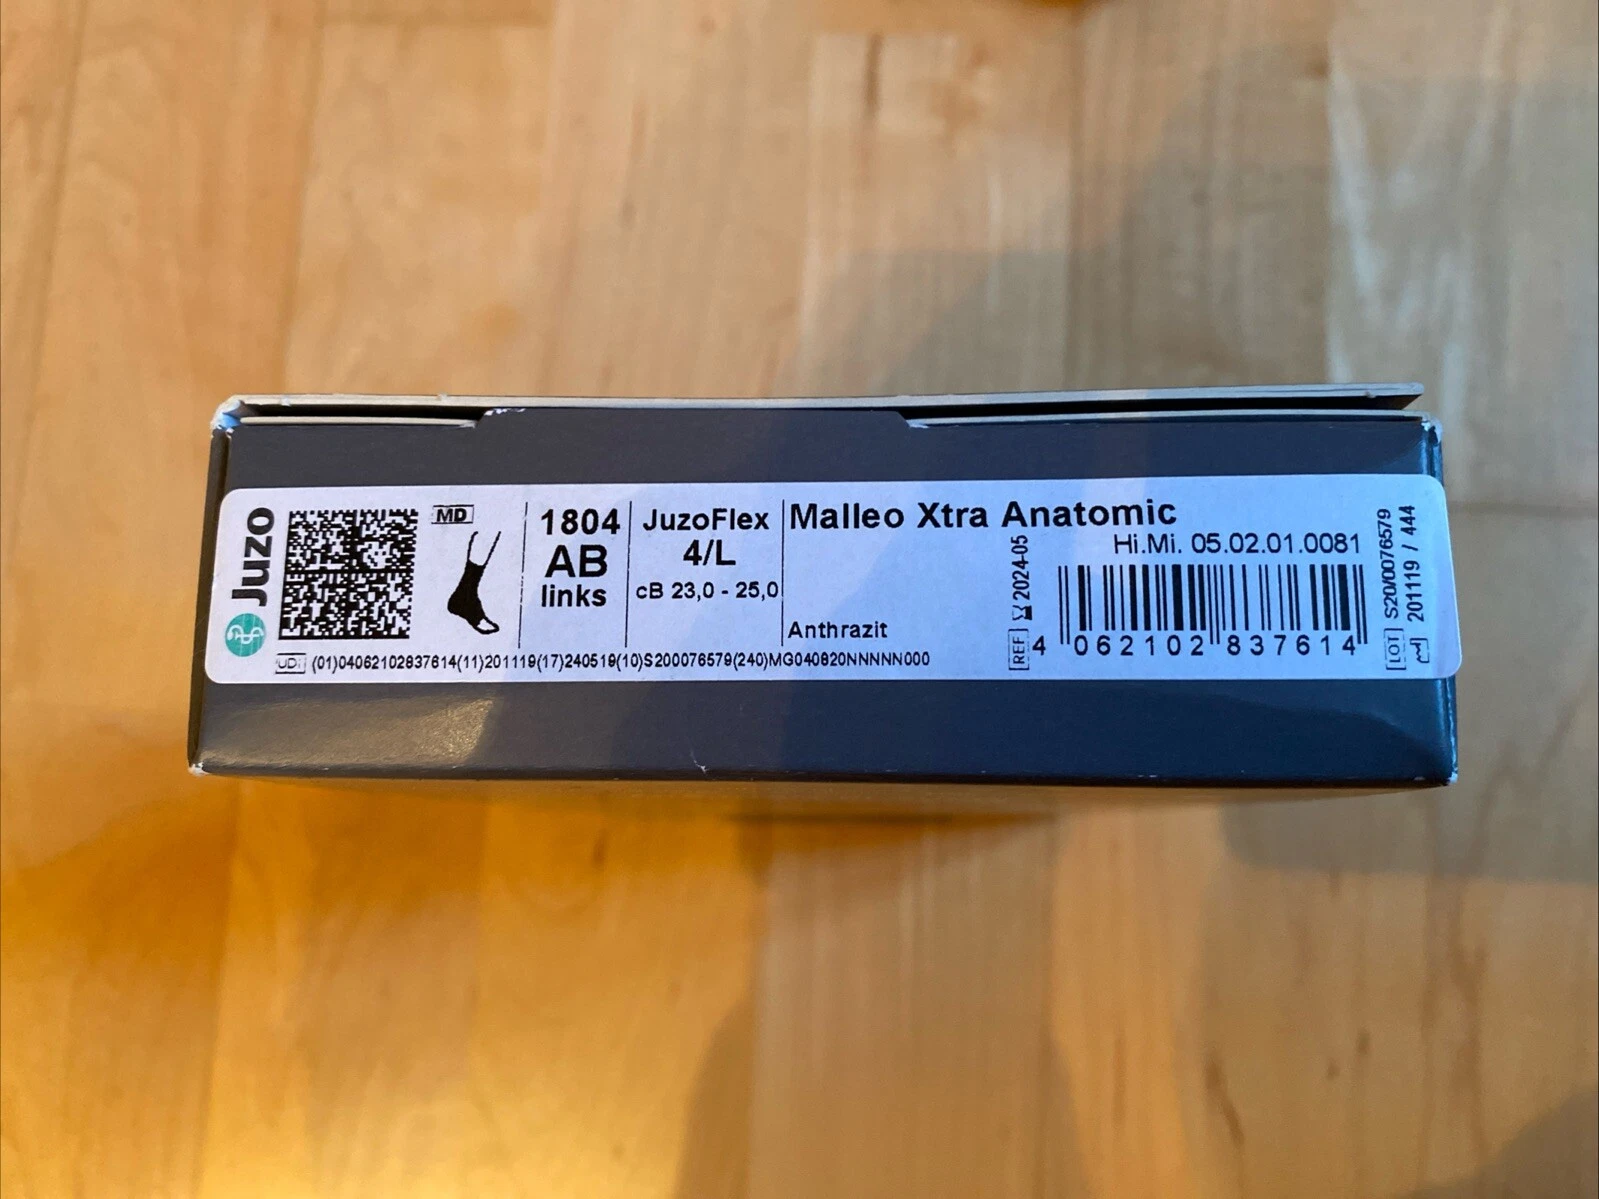 Juzo
MD
1804
AB
links
JuzoFlex
4/L
cB 23,0 - 25,0
Malleo Xtra Anatomic
Hi.Mi. 05.02.01.0081
Anthrazit
2024-05
REF
4 062102 837614
LOT S200076579
201119 / 444
UDI (01)04062102837614(11)201119(17)240519(10)S200076579(240)MG040820NNNNN000